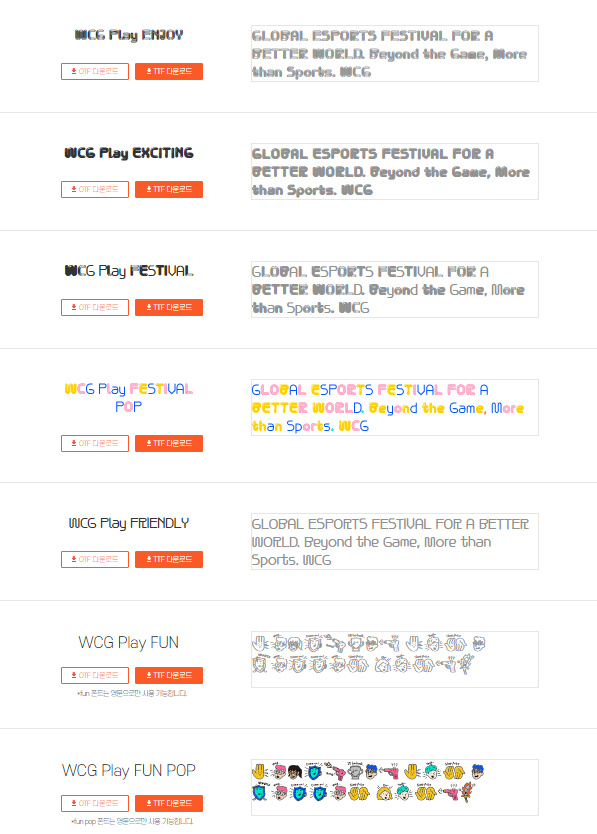 WCG Play ENJOY
OTF 다운로드
TTF 다운로드
GLOBAL ESPORTS FESTIVAL FOR A
BETTER WORLD. Beyond the Game, More
than Sports. WCG
WCG Play EXCITING
OTF 다운로드
TTF 다운로드
GLOBAL ESPORTS FESTIVAL FOR A
BETTER WORLD. Beyond the Game, More
than Sports. WCG
WCG Play FESTIVAL
OTF 다운로드
TTF 다운로드
GLOBAL ESPORTS FESTIVAL FOR A
BETTER WORLD. Beyond the Game, More
than Sports. WCG
WCG Play FESTIVAL
POP
OTF 다운로드
TTF 다운로드
GLOBAL ESPORTS FESTIVAL FOR A
BETTER WORLD. Beyond the Game, More
than Sports. WCG
WCG Play FRIENDLY
OTF 다운로드
TTF 다운로드
GLOBAL ESPORTS FESTIVAL FOR A BETTER
WORLD. Beyond the Game, More than
Sports. WCG
WCG Play FUN
OTF 다운로드
TTF 다운로드
*fun 폰트는 영문으로만 사용 가능합니다.
WCG Play FUN POP
OTF 다운로드
TTF 다운로드
*fun pop 폰트는 영문으로만 사용 가능합니다.